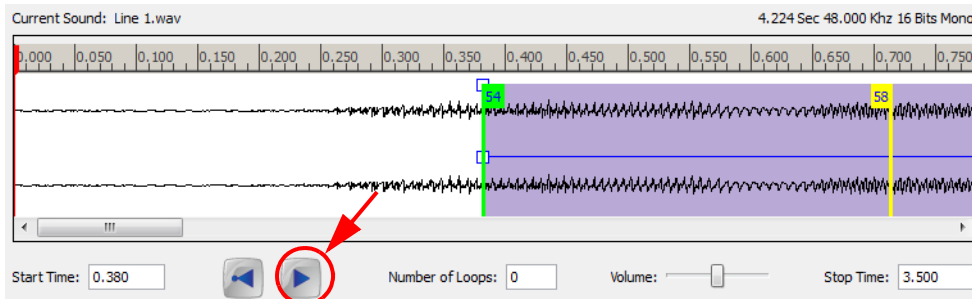 Current Sound: Line 1.wav 4.224 Sec 48.000 Khz 16 Bits Mono
0.000 0.050 0.100 0.150 0.200 0.250 0.300 0.350 0.400 0.450 0.500 0.550 0.600 0.650 0.700 0.750
54 58
Start Time: 0.380 Number of Loops: 0 Volume: Stop Time: 3.500